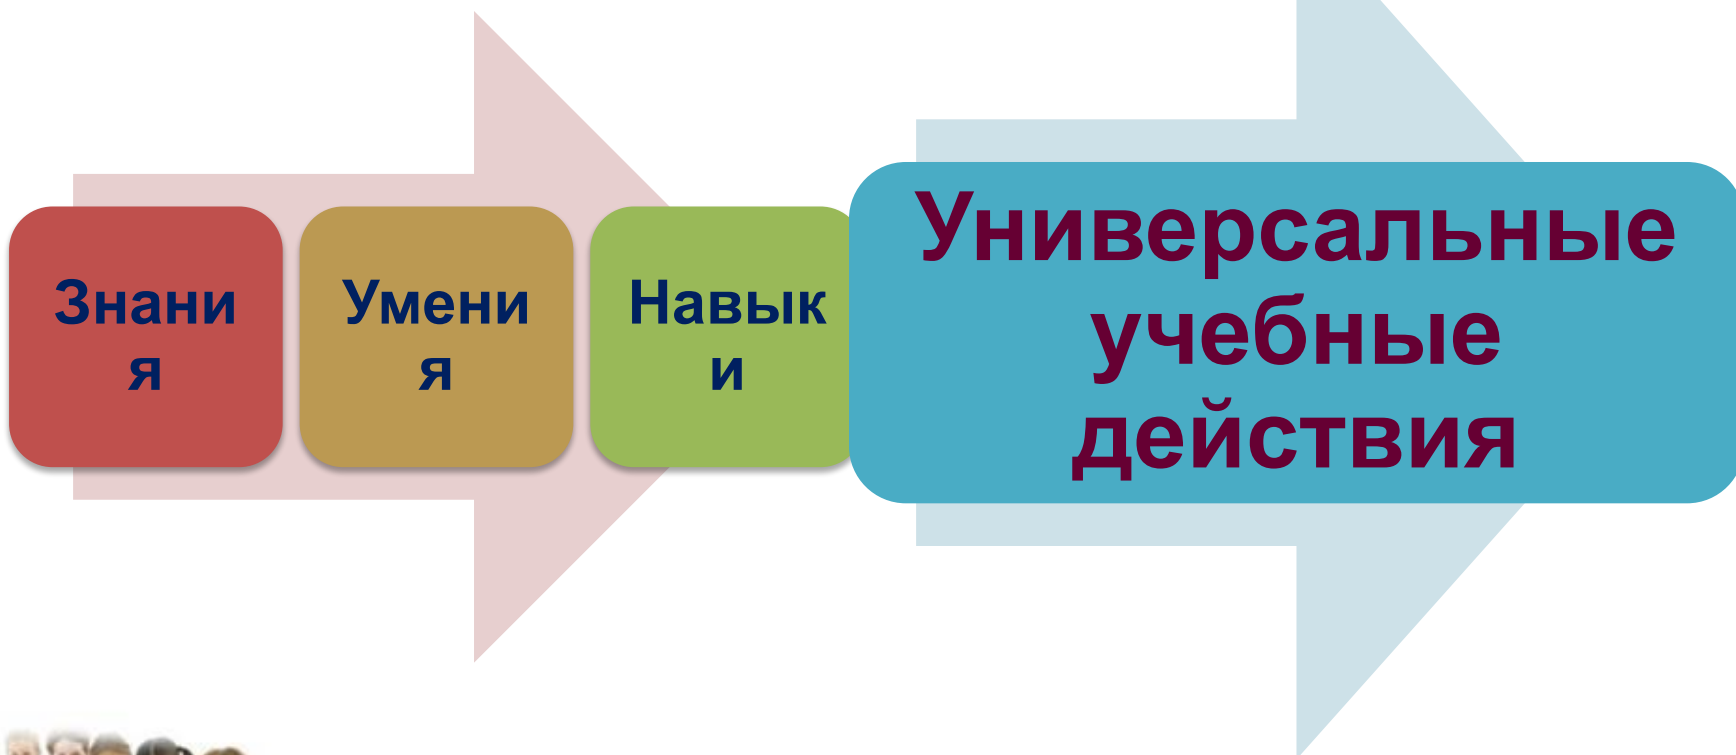 Знани
я
Умени
я
Навык
и
Универсальные
учебные
действия